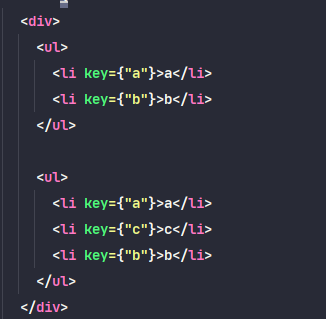 <div>
<ul>
<li key={"a"}>a</li>
<li key={"b"}>b</li>
</ul>
<ul>
<li key={"a"}>a</li>
<li key={"c"}>c</li>
<li key={"b"}>b</li>
</ul>
</div>